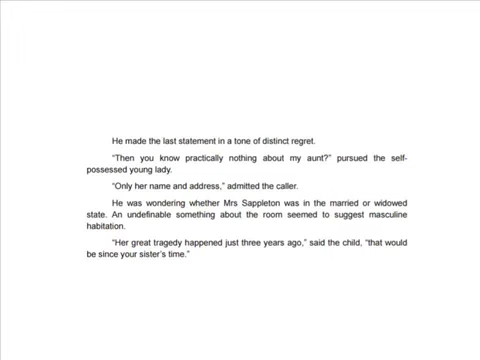 He made the last statement in a tone of distinct regret.
“Then you know practically nothing about my aunt?” pursued the self-
possessed young lady.
“Only her name and address,” admitted the caller.
He was wondering whether Mrs Sappleton was in the married or widowed
state. An undefinable something about the room seemed to suggest masculine
habitation.
“Her great tragedy happened just three years ago,” said the child, “that would
be since your sister’s time.”